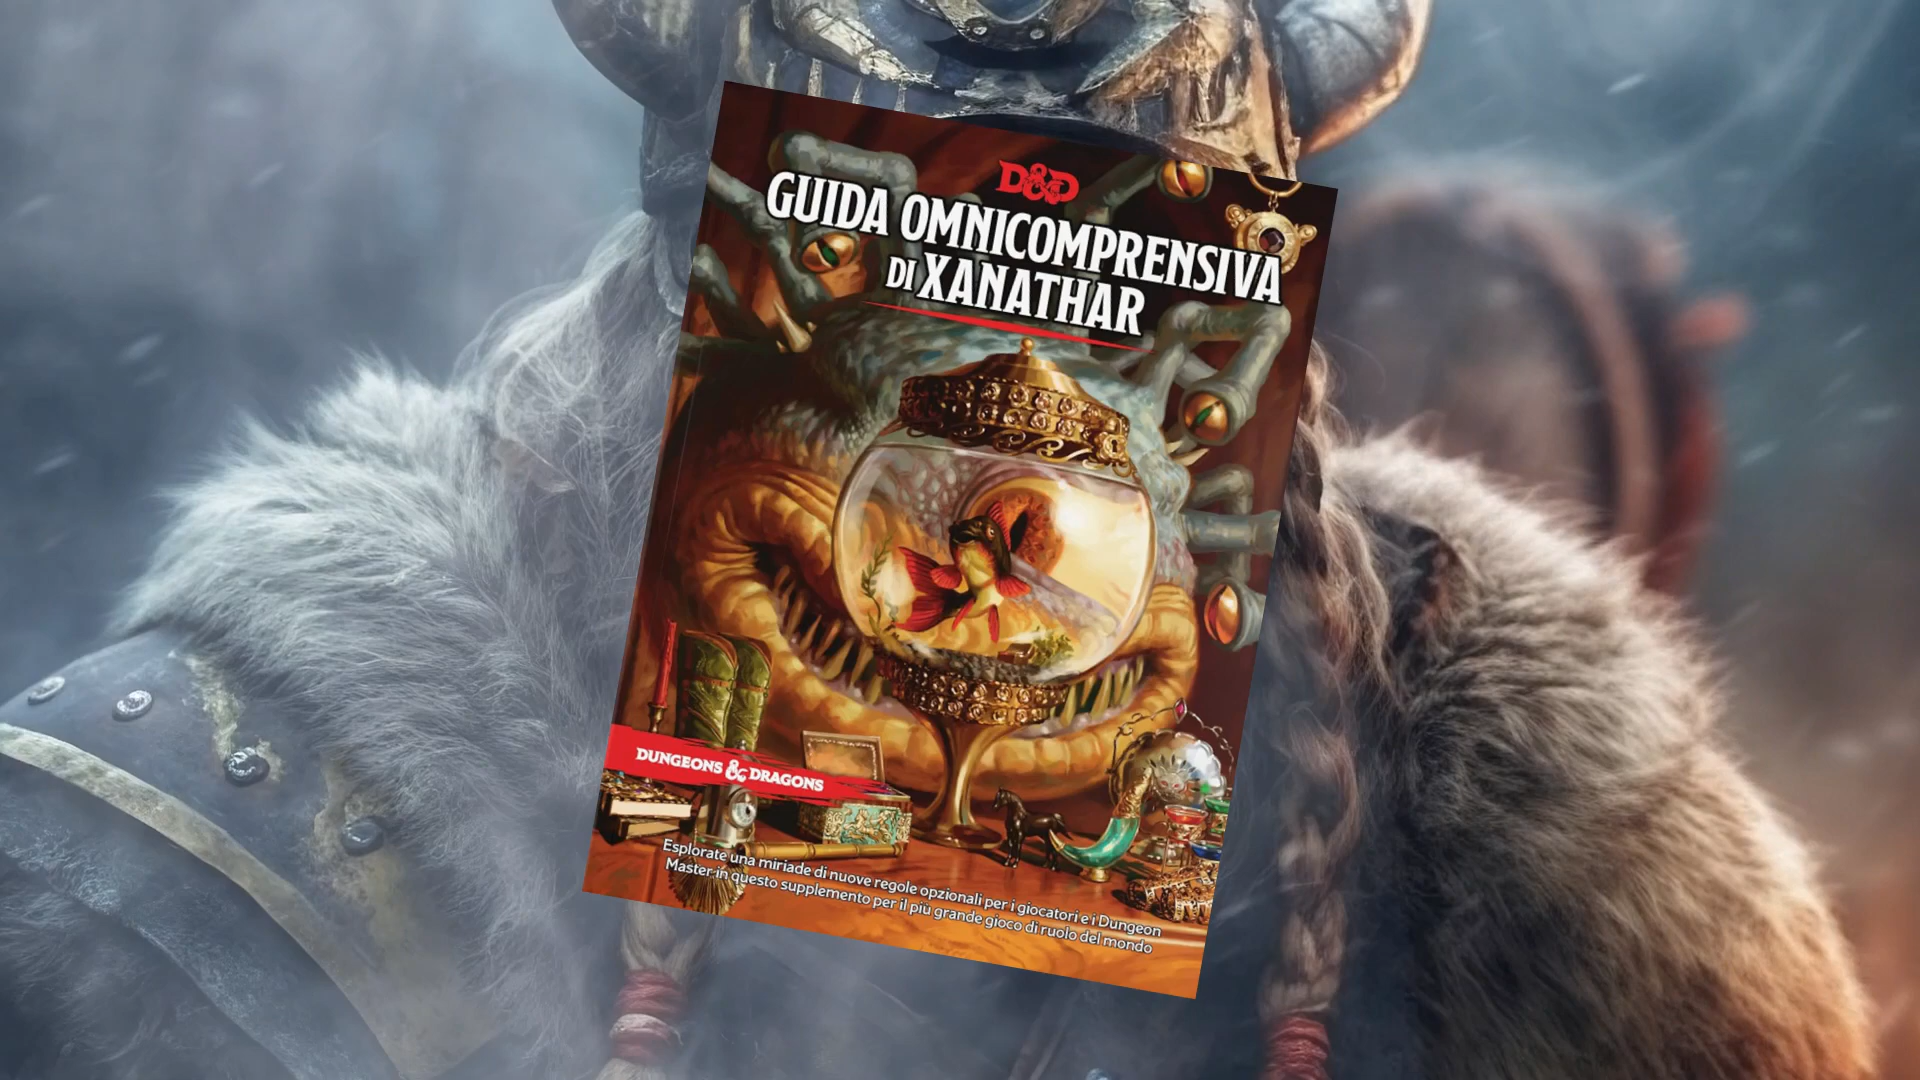 D&D
GUIDA OMNICOMPRENSIVA
DI XANATHAR
DUNGEONS & DRAGONS
Esplorate una miriade di nuove regole opzionali per i giocatori e i Dungeon
Master in questo supplemento per il più grande gioco di ruolo del mondo